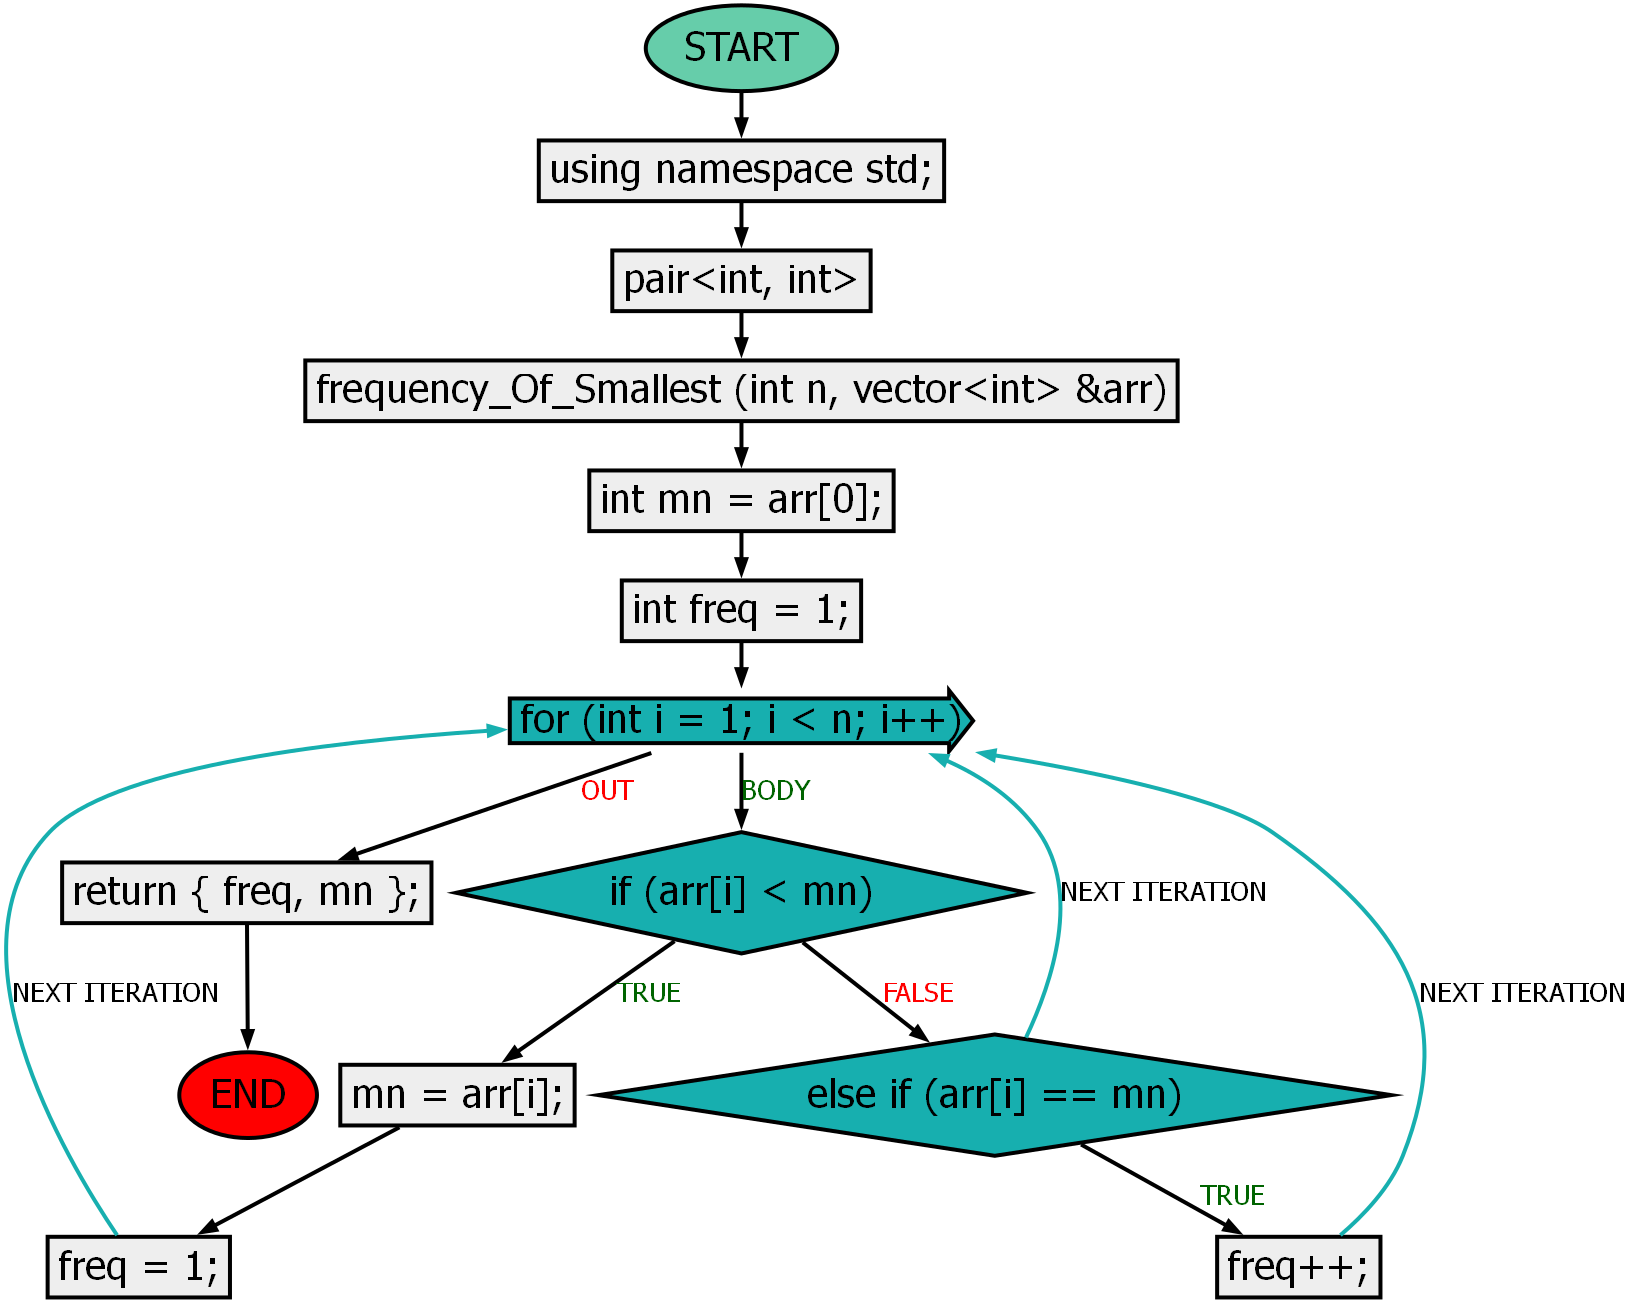 START
using namespace std;
pair<int, int>
frequency_Of_Smallest (int n, vector<int> &arr)
int mn = arr[0];
int freq = 1;
for (int i = 1; i < n; i++)
OUT
BODY
return { freq, mn };
if (arr[i] < mn)
NEXT ITERATION
NEXT ITERATION
TRUE
FALSE
NEXT ITERATION
END
mn = arr[i];
else if (arr[i] == mn)
TRUE
freq = 1;
freq++;